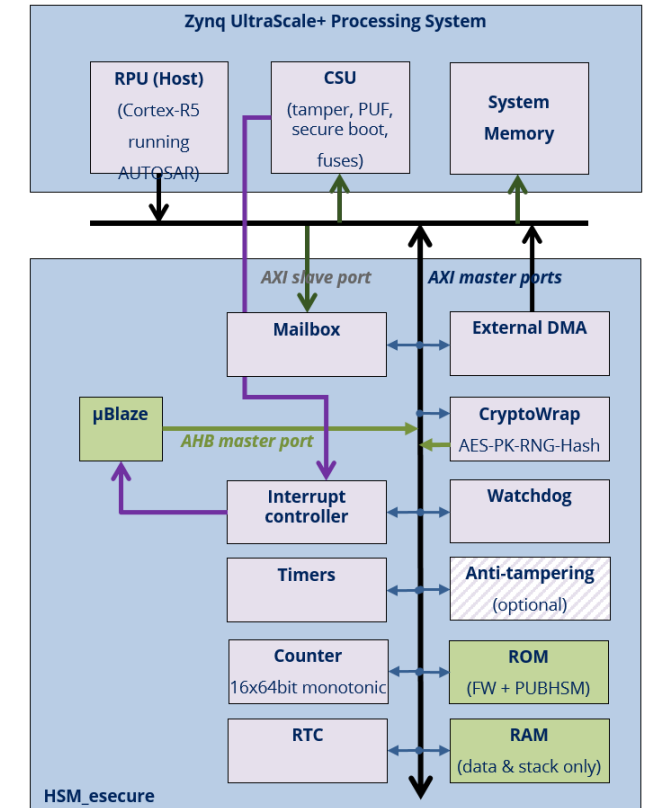 Zynq UltraScale+ Processing System
RPU (Host)
(Cortex-R5
running
AUTOSAR)
CSU
(tamper, PUF,
secure boot,
fuses)
System
Memory
AXI slave port
AXI master ports
Mailbox
External DMA
µBlaze
AHB master port
CryptoWrap
AES-PK-RNG-Hash
Interrupt
controller
Watchdog
Timers
Anti-tampering
(optional)
Counter
16x64bit monotonic
ROM
(FW + PUBHSM)
RTC
RAM
(data & stack only)
HSM_esecure